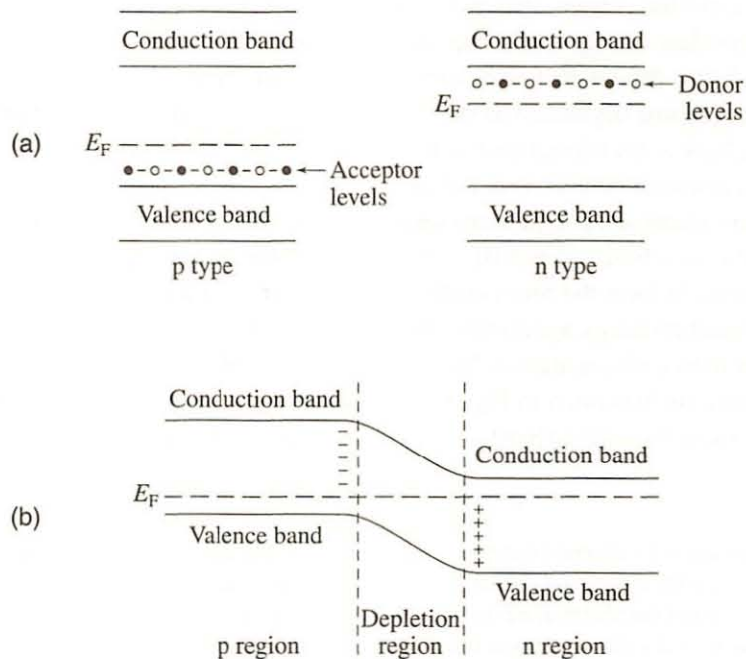 Conduction band
Conduction band
Donor
levels
E_F
(a)
E_F
Acceptor
levels
Valence band
Valence band
p type
n type
Conduction band
Conduction band
E_F
(b)
Valence band
Valence band
Depletion
p region
region
n region